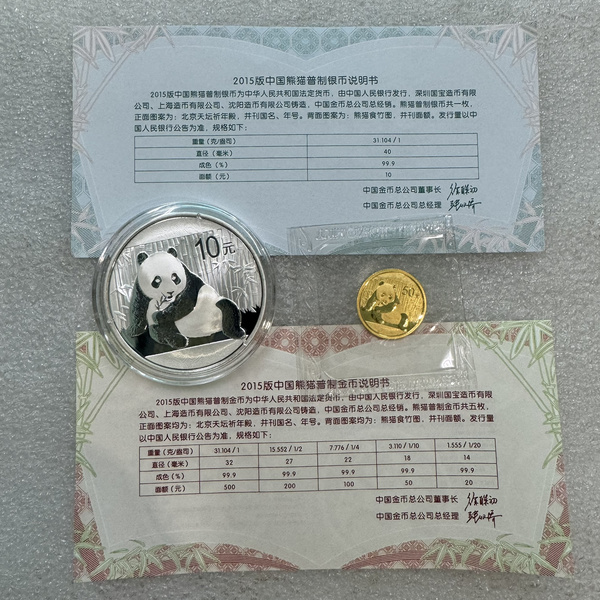 2015版中国熊猫普制银币说明书
2015版中国熊猫普制银币为中华人民共和国法定货币，由中国人民银行发行，深圳国宝造币有限
公司、上海造币有限公司、沈阳造币有限公司铸造，中国金币总公司总经销。熊猫普制银币共一枚，
正面图案为：北京天坛祈年殿，并刊国名、年号。背面图案为：熊猫食竹图，并刊面额。发行量以中
国人民银行公告为准，规格如下：
重量（克/盎司） 31.104 / 1
直径（毫米） 40
成色（%） 99.9
面额（元） 10
中国金币总公司董事长
中国金币总公司总经理
10元
50元
2015版中国熊猫普制金币说明书
2015版中国熊猫普制金币为中华人民共和国法定货币，由中国人民银行发行，深圳国宝造币有限
公司、上海造币有限公司、沈阳造币有限公司铸造，中国金币总公司总经销。熊猫普制金币共五枚，
正面图案均为：北京天坛祈年殿，并刊国名、年号。背面图案均为：熊猫食竹图，并刊面额。发行量
以中国人民银行公告为准，规格如下：
重量（克/盎司） 31.104 / 1 15.552 / 1/2 7.776 / 1/4 3.110 / 1/10 1.555 / 1/20
直径（毫米） 32 27 22 18 14
成色（%） 99.9 99.9 99.9 99.9 99.9
面额（元） 500 200 100 50 20
中国金币总公司董事长
中国金币总公司总经理